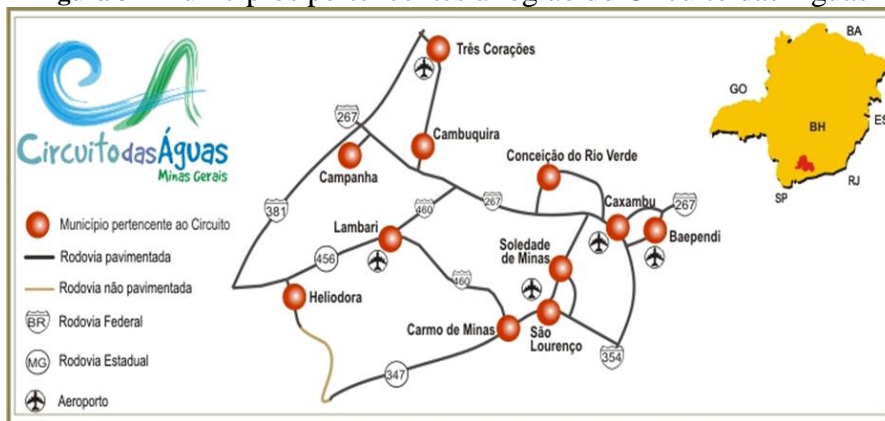 Circuito das Águas
Minas Gerais
Município pertencente ao Circuito
Rodovia pavimentada
Rodovia não pavimentada
BR Rodovia Federal
MG Rodovia Estadual
Aeroporto
Três Corações
267
Cambuquira
Campanha
Conceição do Rio Verde
381
Lambari
460
267
Caxambu
267
Baependi
456
Soledade
de Minas
Heliodora
460
Carmo de Minas
São
Lourenço
354
347
BA
GO
BH
ES
RJ
SP